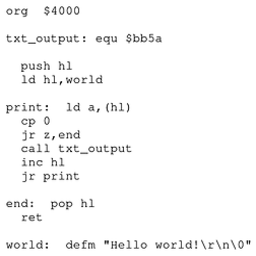 org  $4000
txt_output: equ $bb5a
push hl
ld hl,world
print:  ld a,(hl)
cp 0
jr z,end
call txt_output
inc hl
jr print
end:  pop hl
ret
world:  defm "Hello world!\r\n\0"